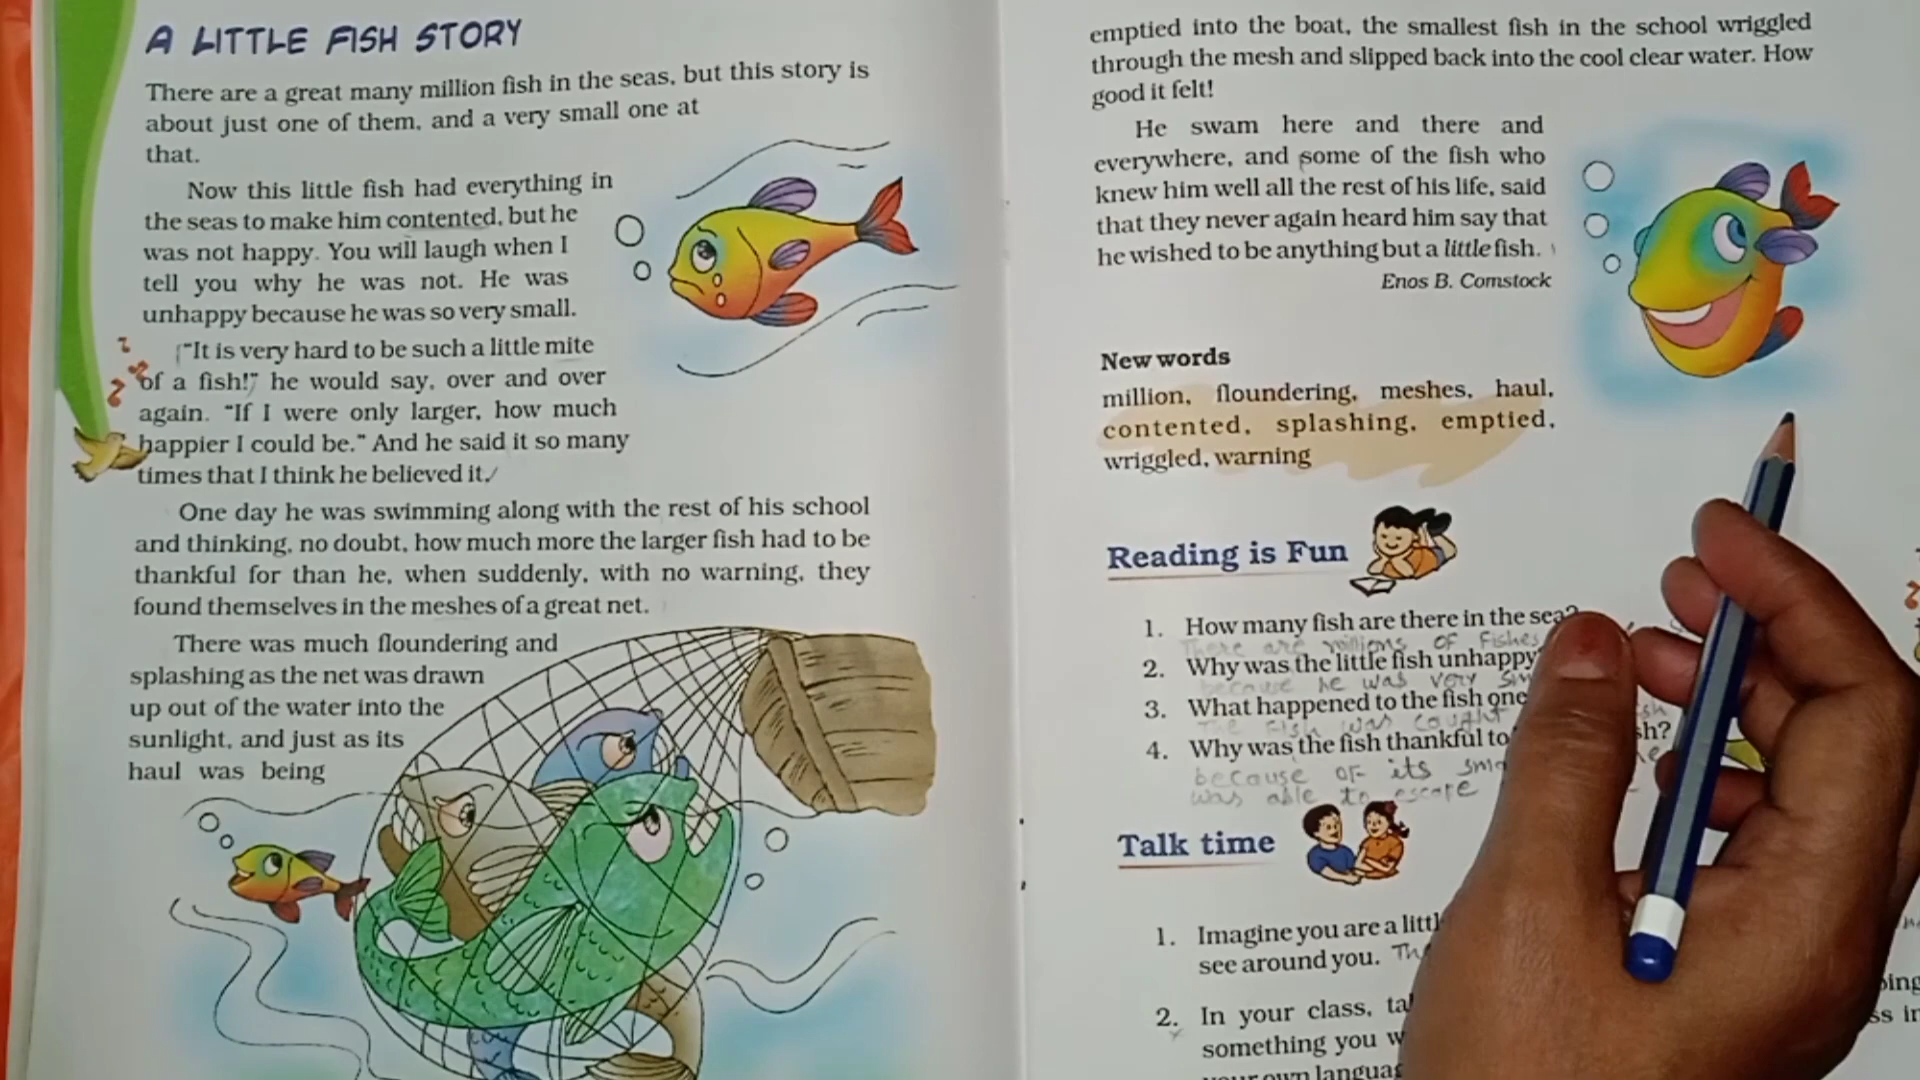 A LITTLE FISH STORY
There are a great many million fish in the seas, but this story is
about just one of them, and a very small one at
that.
Now this little fish had everything in
the seas to make him contented, but he
was not happy. You will laugh when I
tell you why he was not. He was
unhappy because he was so very small.
"It is very hard to be such a little mite
of a fish!" he would say, over and over
again. "If I were only larger, how much
happier I could be." And he said it so many
times that I think he believed it.
One day he was swimming along with the rest of his school
and thinking, no doubt, how much more the larger fish had to be
thankful for than he, when suddenly, with no warning, they
found themselves in the meshes of a great net.
There was much floundering and
splashing as the net was drawn
up out of the water into the
sunlight, and just as its
haul was being
emptied into the boat, the smallest fish in the school wriggled
through the mesh and slipped back into the cool clear water. How
good it felt!
He swam here and there and
everywhere, and some of the fish who
knew him well all the rest of his life, said
that they never again heard him say that
he wished to be anything but a little fish.
Enos B. Comstock
New words
million, floundering, meshes, haul,
contented, splashing, emptied,
wriggled, warning
Reading is Fun
1. How many fish are there in the sea?
There are millions of fishes
2. Why was the little fish unhappy
because he was very
3. What happened to the fish one
The fish was caught
4. Why was the fish thankful to
because of its
was able to escape
Talk time
1. Imagine you are a
see around you.
2. In your class,
something you
your own